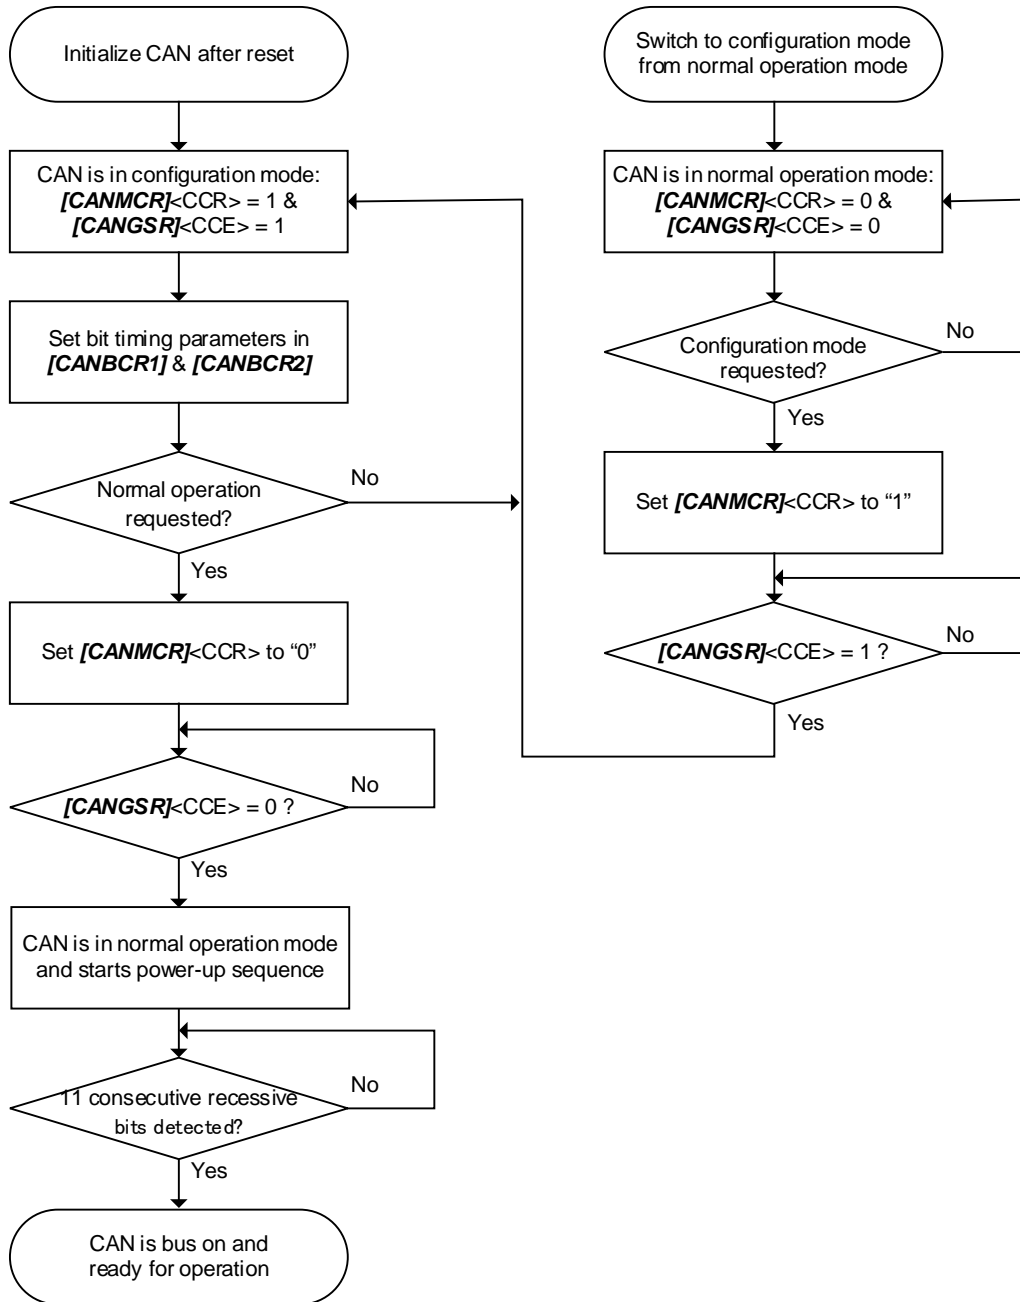 Initialize CAN after reset
CAN is in configuration mode:
[CANMCR]<CCR> = 1 &
[CANGSR]<CCE> = 1
Set bit timing parameters in
[CANBCR1] & [CANBCR2]
Normal operation
requested?
No
Yes
Set [CANMCR]<CCR> to “0”
[CANGSR]<CCE> = 0 ?
No
Yes
CAN is in normal operation mode
and starts power-up sequence
11 consecutive recessive
bits detected?
No
Yes
CAN is bus on and
ready for operation
Switch to configuration mode
from normal operation mode
CAN is in normal operation mode:
[CANMCR]<CCR> = 0 &
[CANGSR]<CCE> = 0
Configuration mode
requested?
No
Yes
Set [CANMCR]<CCR> to “1”
[CANGSR]<CCE> = 1 ?
No
Yes